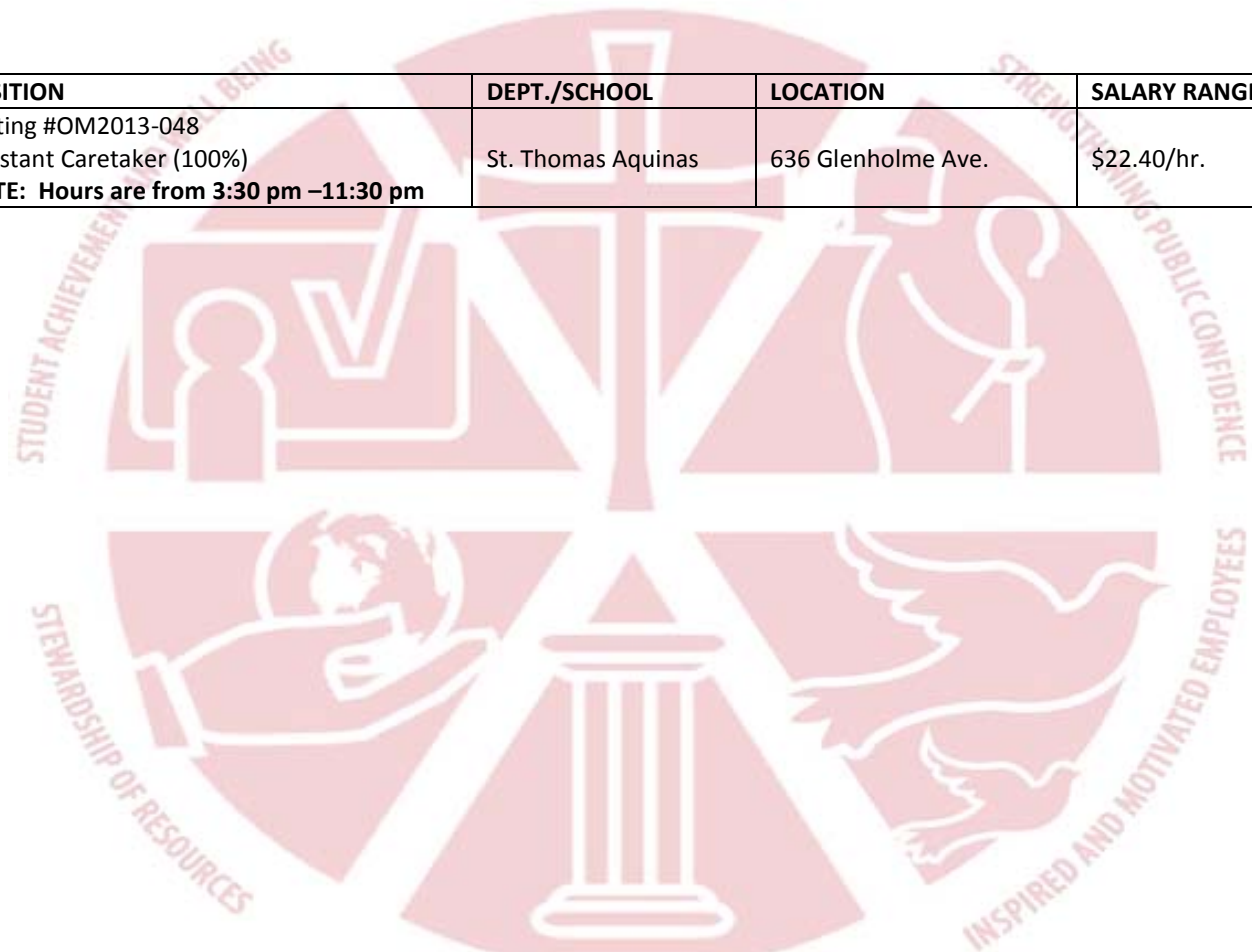 SITION DEPT./SCHOOL LOCATION SALARY RANGE
ting #OM2013-048
stant Caretaker (100%) St. Thomas Aquinas 636 Glenholme Ave. $22.40/hr.
TE: Hours are from 3:30 pm –11:30 pm
STUDENT ACHIEVEMENT AND WELL BEING
STRENGTHENING PUBLIC CONFIDENCE
STEWARDSHIP OF RESOURCES
INSPIRED AND MOTIVATED EMPLOYEES